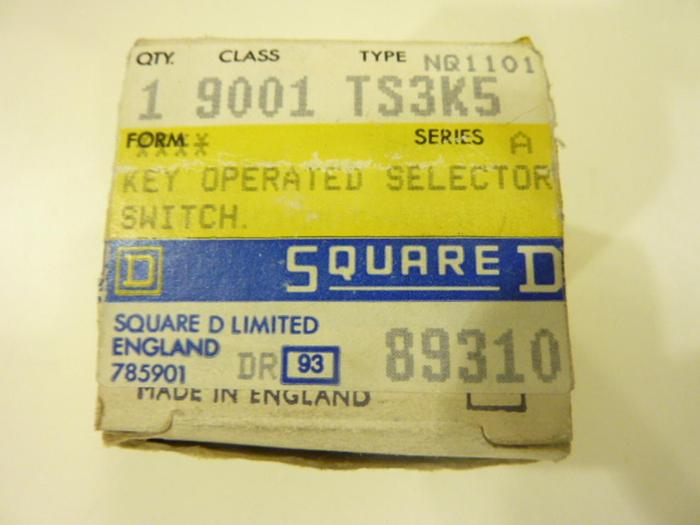 QTY. CLASS TYPE NQ1101
1 9001 TS3K5
FORM **** SERIES A
KEY OPERATED SELECTOR
SWITCH.
D SQUARE D
SQUARE D LIMITED
ENGLAND
785901 DR 93 89310
MADE IN ENGLAND